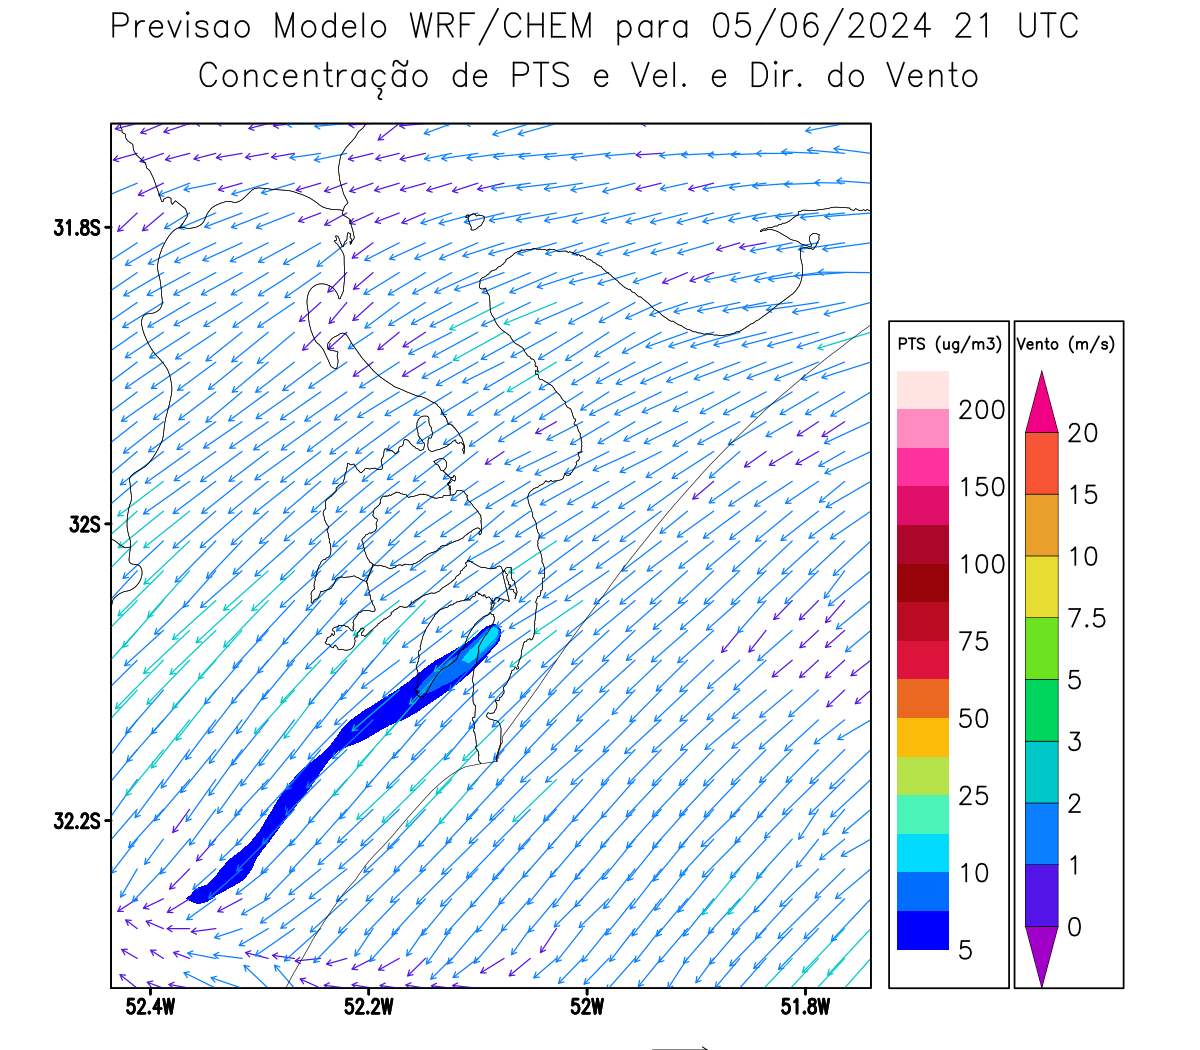 Previsao Modelo WRF/CHEM para 05/06/2024 21 UTC
Concentração de PTS e Vel. e Dir. do Vento
31.8S
32S
32.2S
52.4W 52.2W 52W 51.8W
PTS (ug/m3)
200
150
100
75
50
25
10
5
Vento (m/s)
20
15
10
7.5
5
3
2
1
0